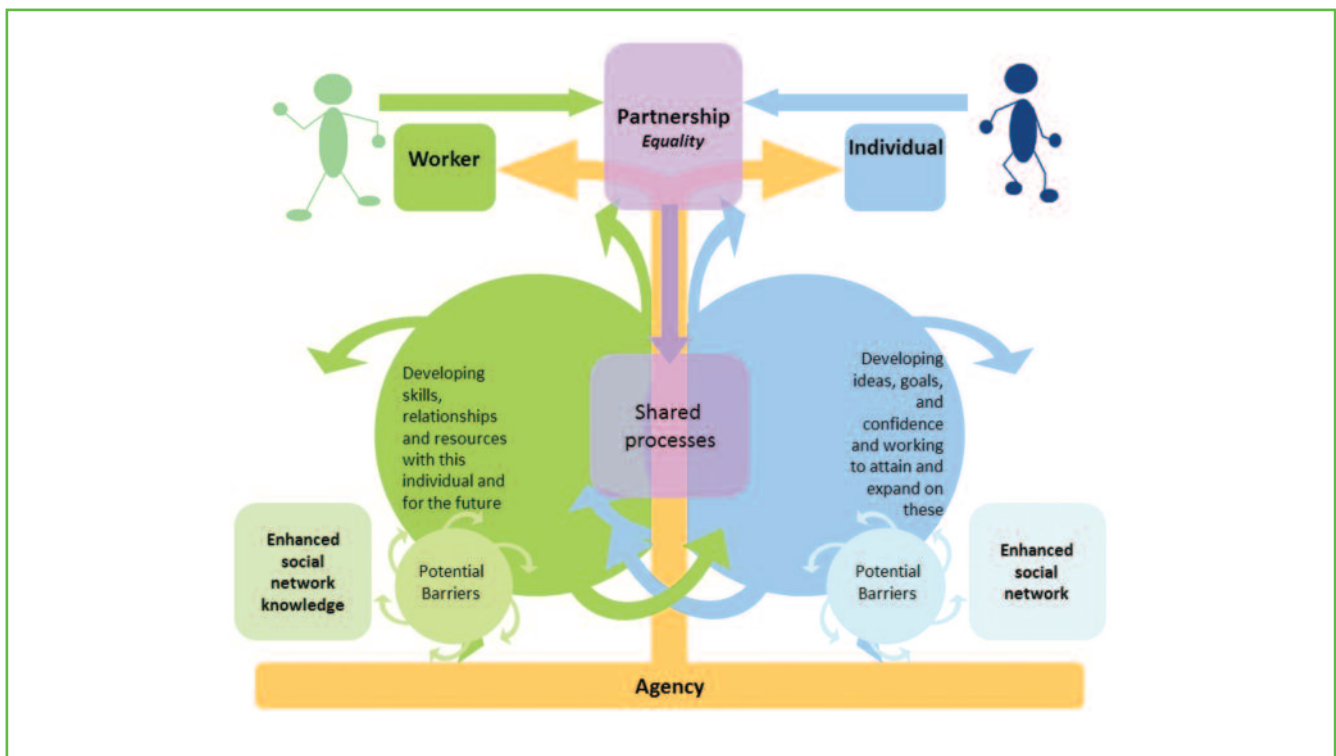 Partnership
Equality
Worker
Individual
Developing
skills,
relationships
and resources
with this
individual and
for the future
Shared
processes
Developing
ideas, goals,
and
confidence
and working
to attain and
expand on
these
Enhanced
social
network
knowledge
Potential
Barriers
Potential
Barriers
Enhanced
social
network
Agency